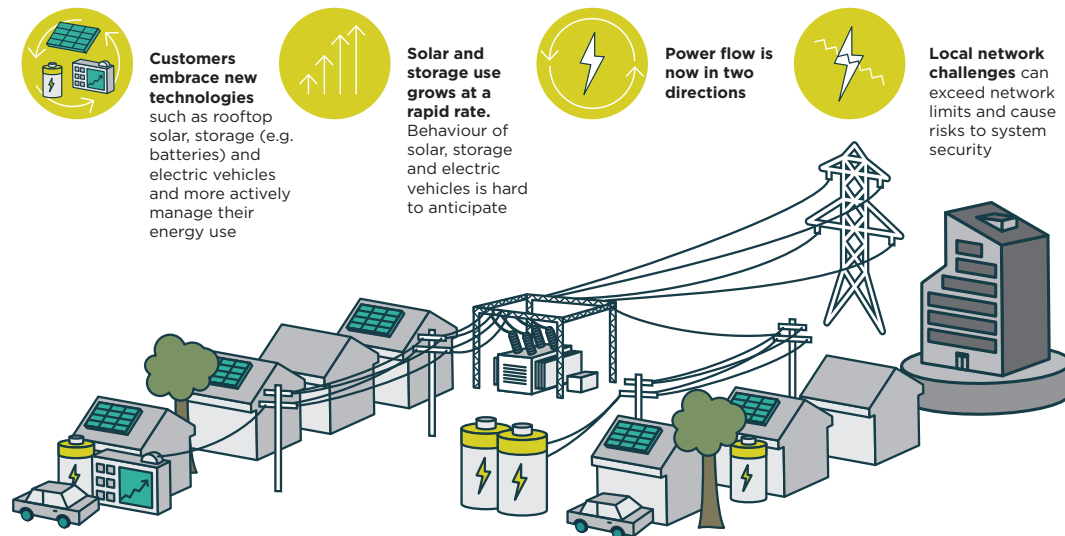 Customers
embrace new
technologies
such as rooftop
solar, storage (e.g.
batteries) and
electric vehicles
and more actively
manage their
energy use
Solar and
storage use
grows at a
rapid rate.
Behaviour of
solar, storage
and electric
vehicles is hard
to anticipate
Power flow is
now in two
directions
Local network
challenges can
exceed network
limits and cause
risks to system
security